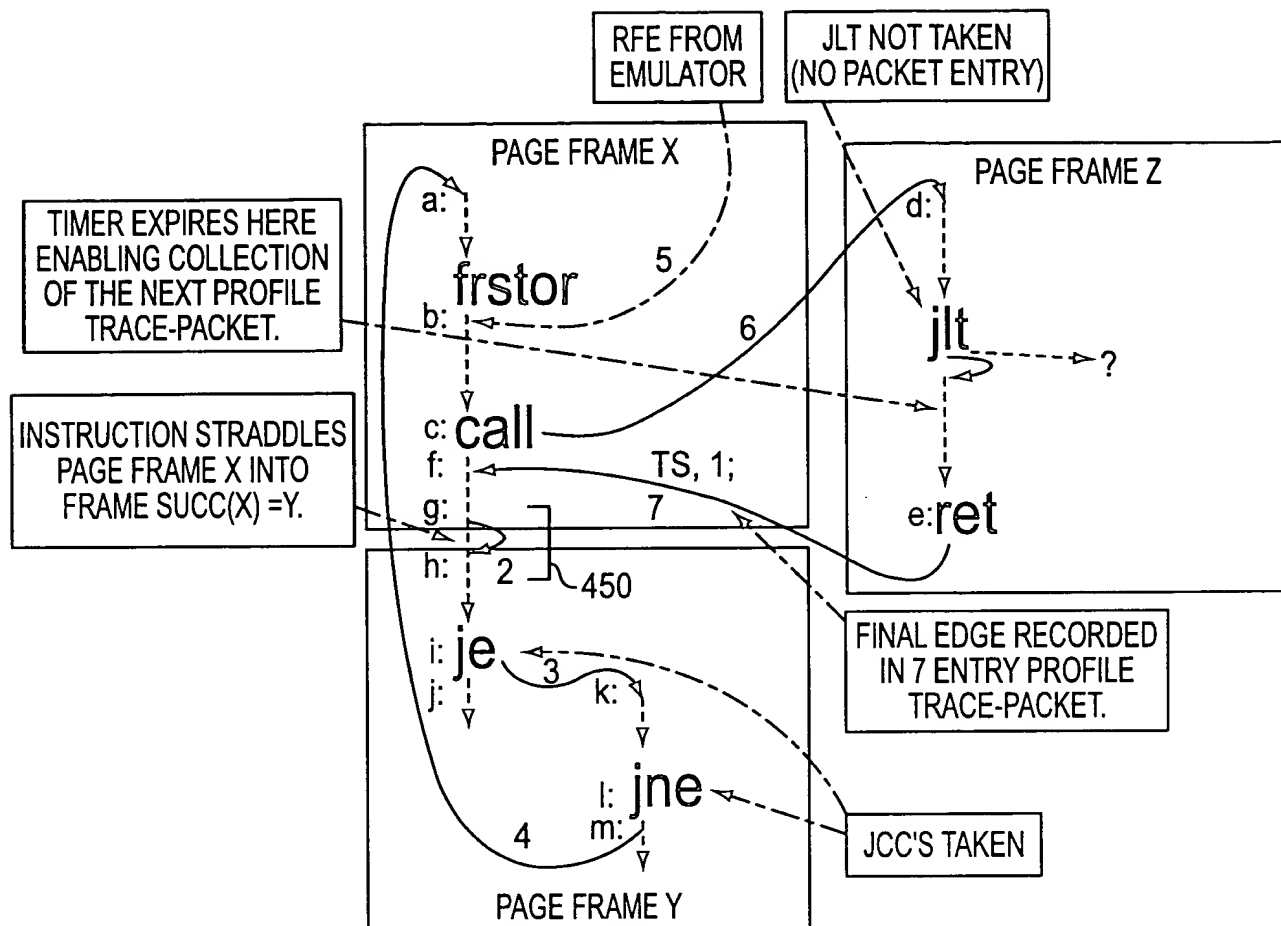 RFE FROM
EMULATOR
JLT NOT TAKEN
(NO PACKET ENTRY)
PAGE FRAME X
PAGE FRAME Z
a:
d:
TIMER EXPIRES HERE
ENABLING COLLECTION
OF THE NEXT PROFILE
TRACE-PACKET.
5
frstor
b:
6
jlt
?
INSTRUCTION STRADDLES
PAGE FRAME X INTO
FRAME SUCC(X) =Y.
c: call
f:
TS, 1;
7
g:
e: ret
h:
2
450
i: je
3
j:
k:
FINAL EDGE RECORDED
IN 7 ENTRY PROFILE
TRACE-PACKET.
l: jne
m:
4
JCC'S TAKEN
PAGE FRAME Y